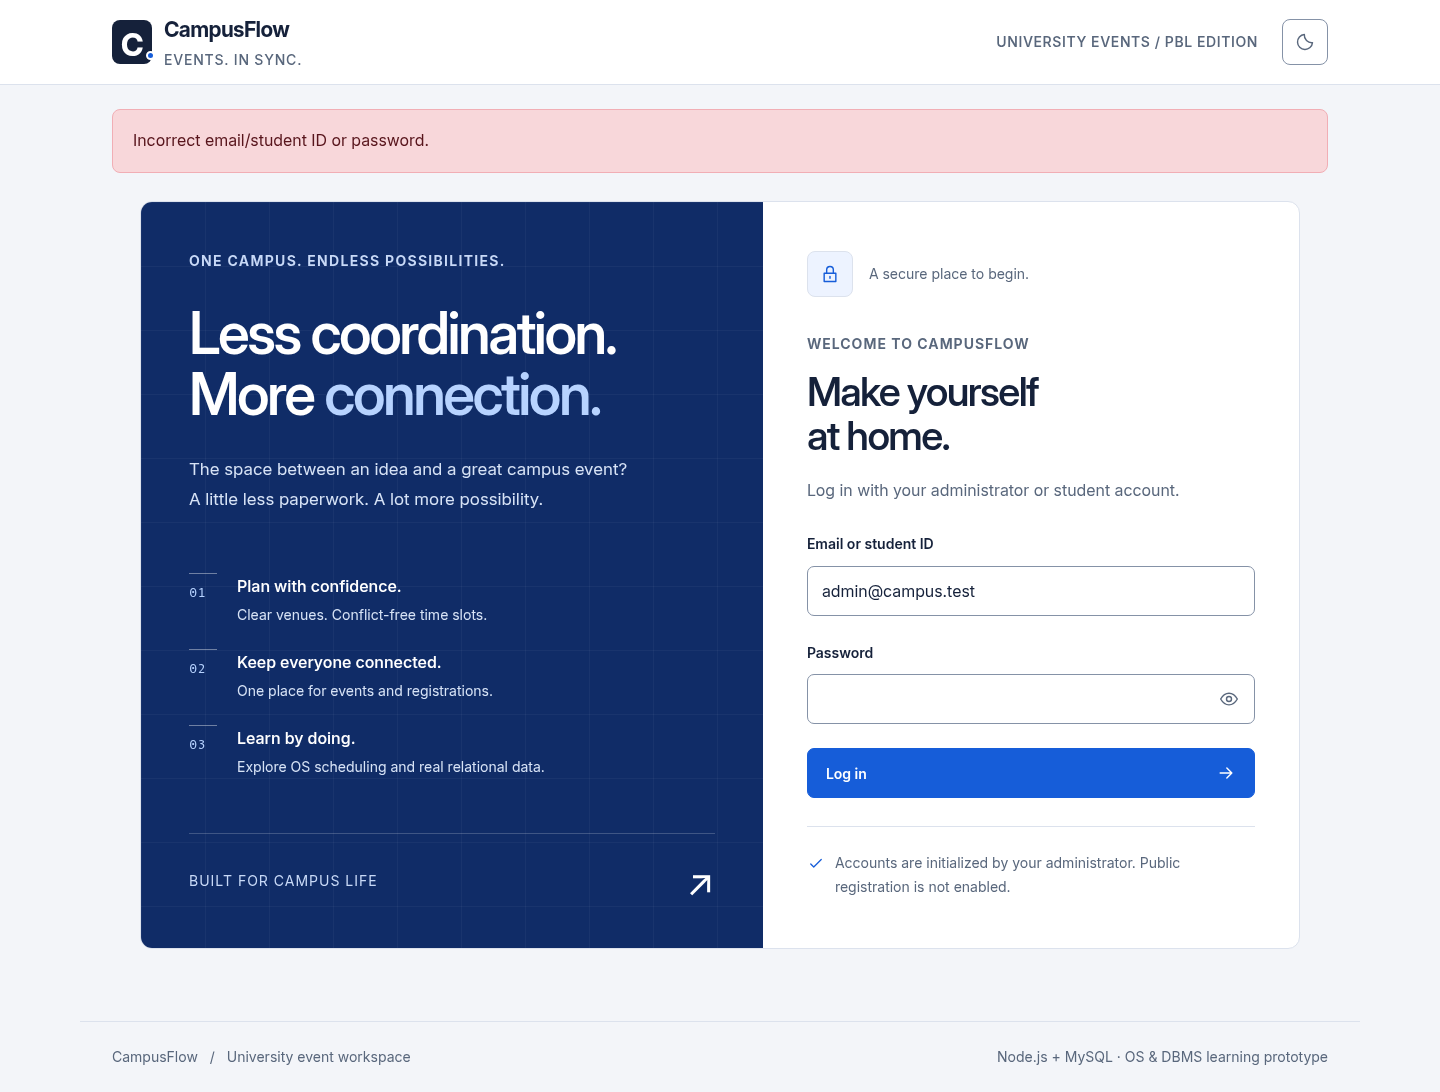 C
CampusFlow
EVENTS. IN SYNC.
UNIVERSITY EVENTS / PBL EDITION
Incorrect email/student ID or password.
ONE CAMPUS. ENDLESS POSSIBILITIES.
Less coordination.
More connection.
The space between an idea and a great campus event?
A little less paperwork. A lot more possibility.
01
Plan with confidence.
Clear venues. Conflict-free time slots.
02
Keep everyone connected.
One place for events and registrations.
03
Learn by doing.
Explore OS scheduling and real relational data.
BUILT FOR CAMPUS LIFE
A secure place to begin.
WELCOME TO CAMPUSFLOW
Make yourself
at home.
Log in with your administrator or student account.
Email or student ID
admin@campus.test
Password
Log in
Accounts are initialized by your administrator. Public
registration is not enabled.
CampusFlow / University event workspace
Node.js + MySQL · OS & DBMS learning prototype